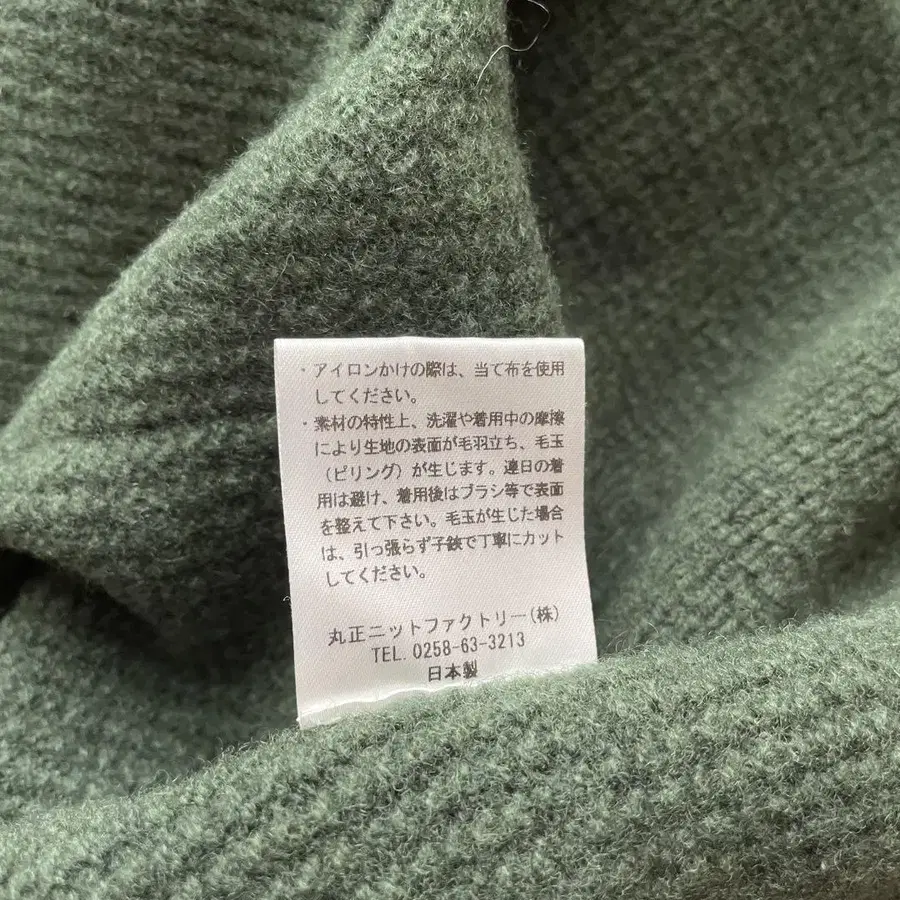 ・アイロンかけの際は、当て布を使用
してください。
・素材の特性上、洗濯や着用中の摩擦
により生地の表面が毛羽立ち、毛玉
（ピリング）が生じます。連日の着
用は避け、着用後はブラシ等で表面
を整えて下さい。毛玉が生じた場合
は、引っ張らず子鋏で丁寧にカット
してください。
丸正ニットファクトリー(株)
TEL. 0258-63-3213
日本製